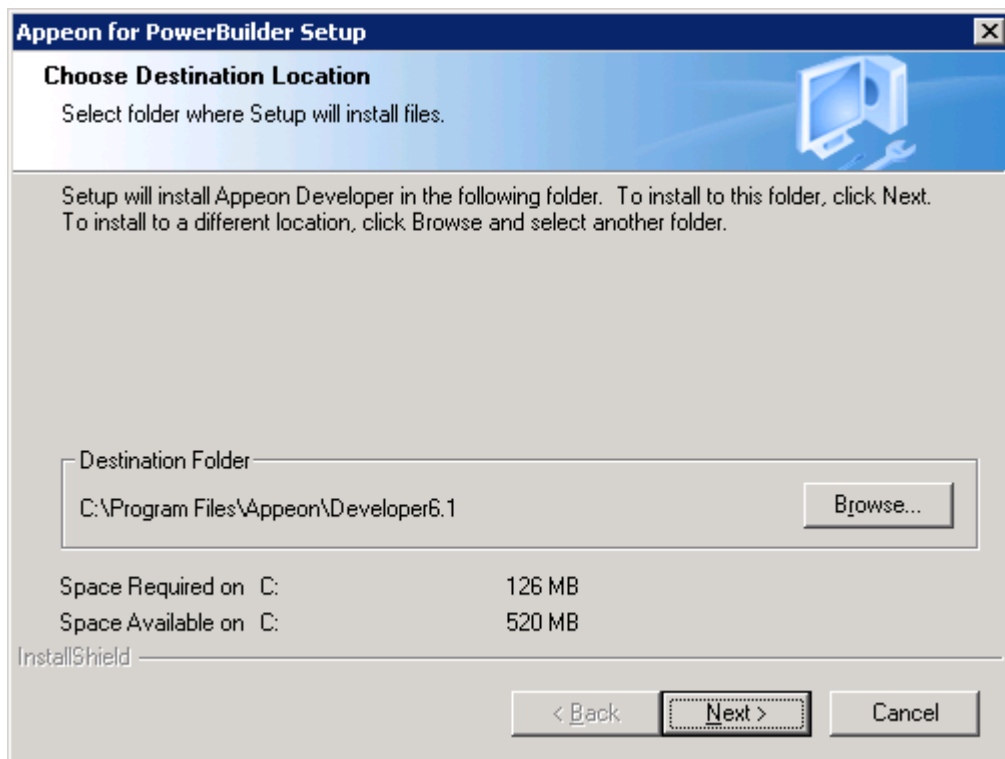 Appeon for PowerBuilder Setup
Choose Destination Location
Select folder where Setup will install files.
Setup will install Appeon Developer in the following folder.  To install to this folder, click Next.
To install to a different location, click Browse and select another folder.
Destination Folder
C:\Program Files\Appeon\Developer6.1
Browse...
Space Required on  C: 126 MB
Space Available on  C: 520 MB
InstallShield
< Back Next > Cancel